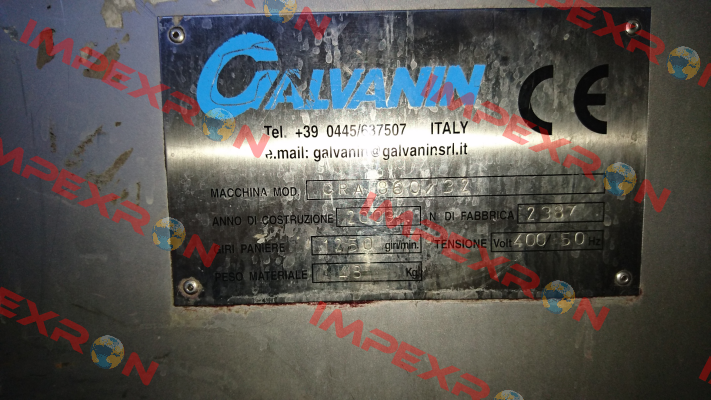 GALVANIN
CE
Tel. +39 0445/637507 ITALY
e.mail: galvanin@galvaninsrl.it
MACCHINA MOD.
ANNO DI COSTRUZIONE N. DI FABBRICA 2387
GIRI PANIERE giri/min. TENSIONE Volt 400/50 Hz
PESO MATERIALE Kg.
IMPEXRON
IMPEXRON
IMPEXRON
IMPEXRON
IMPEXRON
IMPEXRON